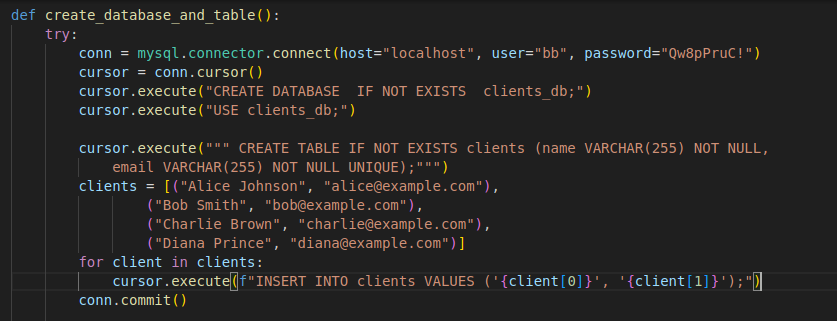 def create_database_and_table():
    try:
        conn = mysql.connector.connect(host="localhost", user="bb", password="Qw8pPruC!")
        cursor = conn.cursor()
        cursor.execute("CREATE DATABASE  IF NOT EXISTS  clients_db;")
        cursor.execute("USE clients_db;")

        cursor.execute(""" CREATE TABLE IF NOT EXISTS clients (name VARCHAR(255) NOT NULL,
            email VARCHAR(255) NOT NULL UNIQUE);""")
        clients = [("Alice Johnson", "alice@example.com"),
                ("Bob Smith", "bob@example.com"),
                ("Charlie Brown", "charlie@example.com"),
                ("Diana Prince", "diana@example.com")]
        for client in clients:
            cursor.execute(f"INSERT INTO clients VALUES ('{client[0]}', '{client[1]}');")
        conn.commit()